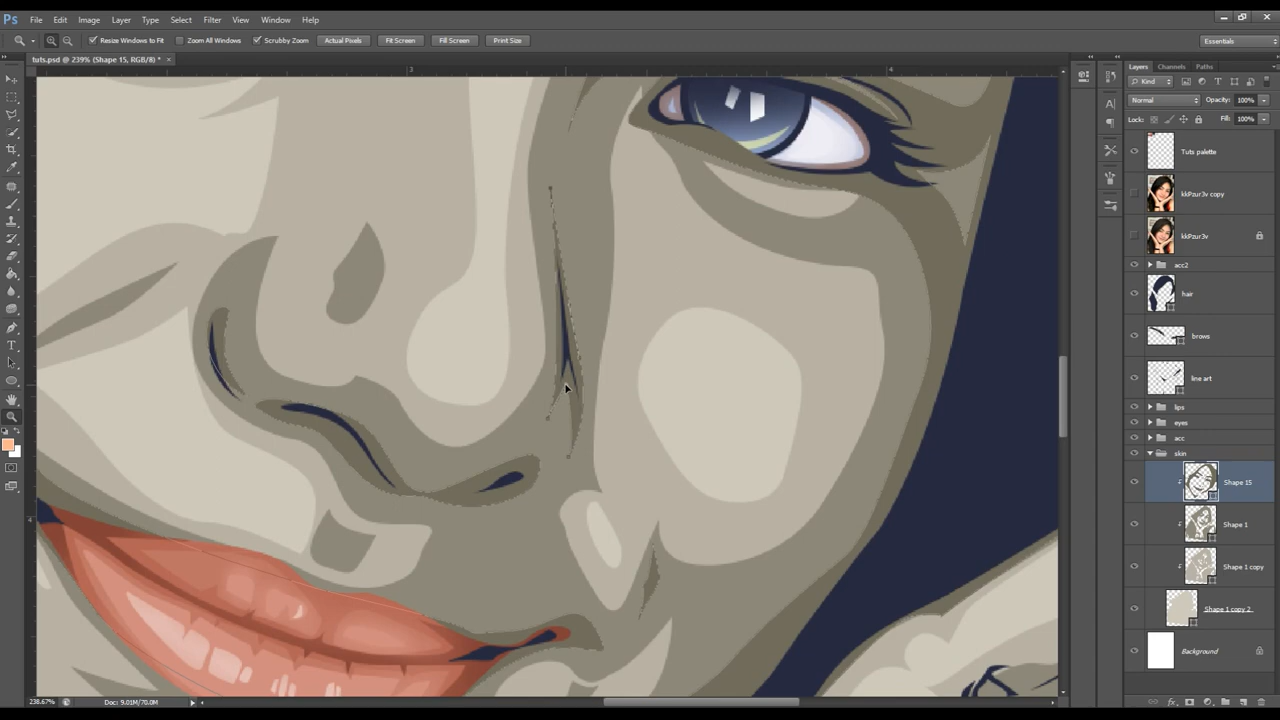 Ps File Edit Image Layer Type Select Filter View Window Help
Resize Windows to Fit Zoom All Windows Scrubby Zoom Actual Pixels Fit Screen Fill Screen Print Size Essentials
tuts.psd @ 239% (Shape 15, RGB/8) * ×
3 4
4
Layers Channels Paths
Kind
Normal Opacity: 100%
Lock: Fill: 100%
Tuts palette
kkPzur3v copy
kkPzur3v
acc2
hair
brows
line art
lips
eyes
acc
skin
Shape 15
Shape 1
Shape 1 copy
Shape 1 copy 2
Background
238.67% Doc: 9.01M/70.0M